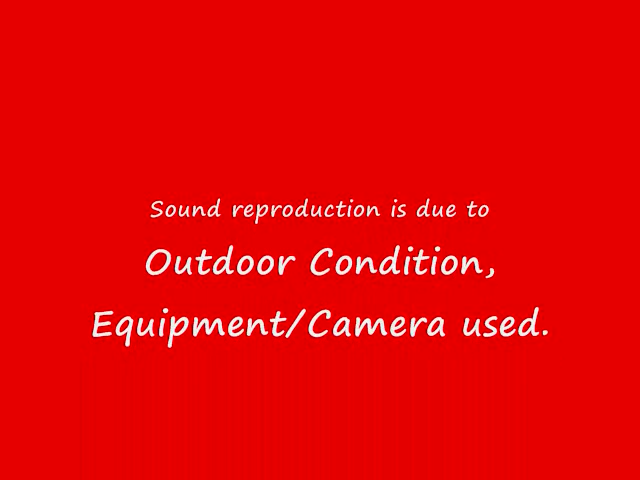 Sound reproduction is due to
Outdoor Condition,
Equipment/Camera used.